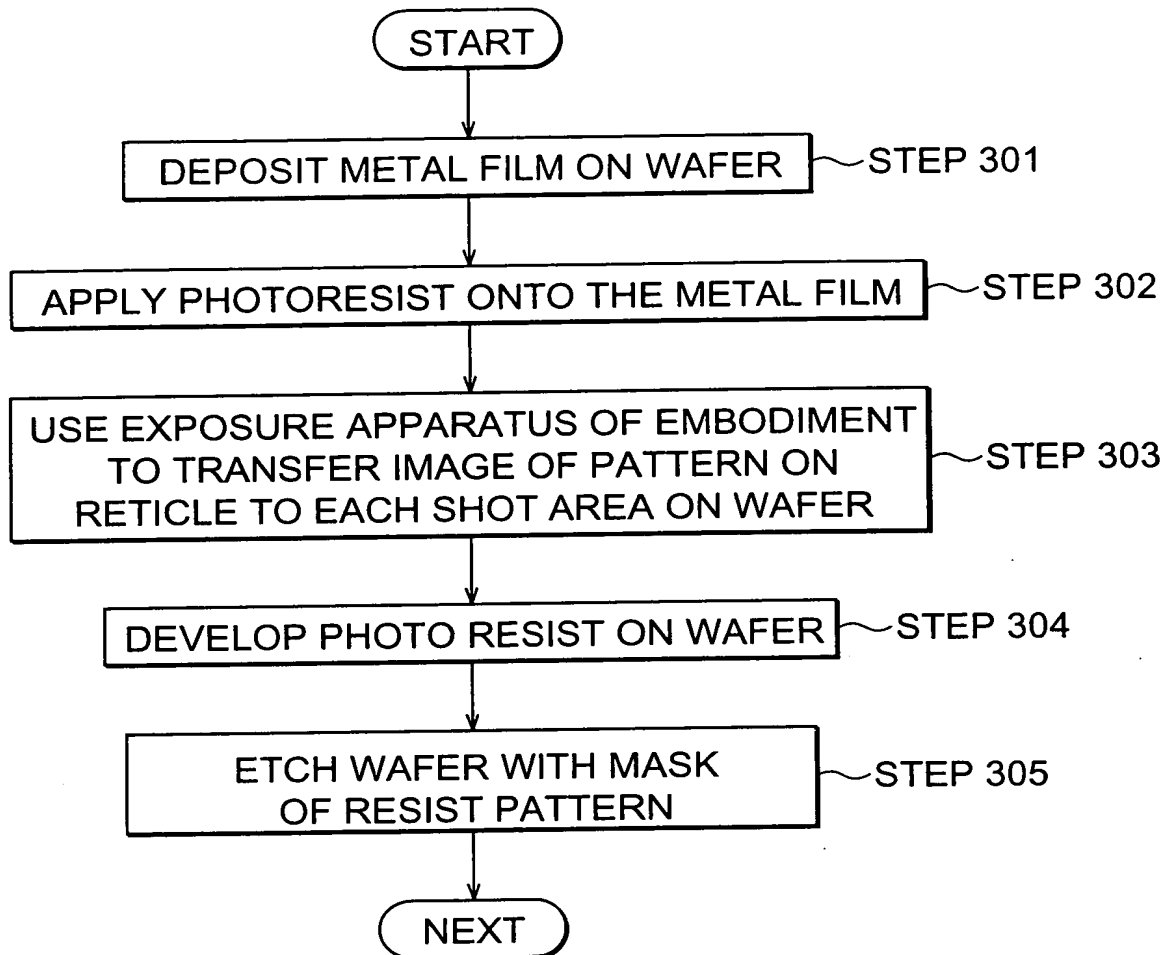 START
DEPOSIT METAL FILM ON WAFER
STEP 301
APPLY PHOTORESIST ONTO THE METAL FILM
STEP 302
USE EXPOSURE APPARATUS OF EMBODIMENT
TO TRANSFER IMAGE OF PATTERN ON
RETICLE TO EACH SHOT AREA ON WAFER
STEP 303
DEVELOP PHOTO RESIST ON WAFER
STEP 304
ETCH WAFER WITH MASK
OF RESIST PATTERN
STEP 305
NEXT